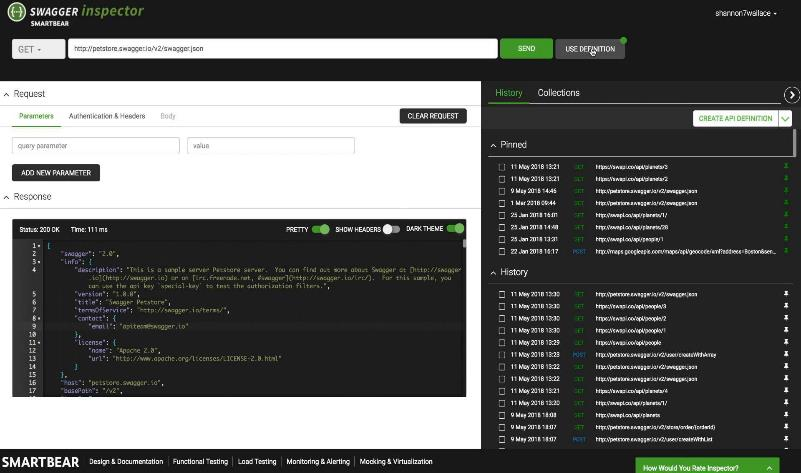 SWAGGER inspector
SMARTBEAR
shannon7wallace
GET
http://petstore.swagger.io/v2/swagger.json
SEND
USE DEFINITION
Request
Parameters
Authentication & Headers
Body
CLEAR REQUEST
query parameter
value
ADD NEW PARAMETER
Response
Status: 200 OK Time: 111 ms
PRETTY
SHOW HEADERS
DARK THEME
1 {
2 "swagger": "2.0",
3 "info": {
4 "description": "This is a sample server Petstore server. You can find out more about Swagger at [http://swagger
.io](http://swagger.io) or on [irc.freenode.net, #swagger](http://swagger.io/irc/). For this sample, you
can use the api key `special-key` to test the authorization filters.",
5 "version": "1.0.0",
6 "title": "Swagger Petstore",
7 "termsOfService": "http://swagger.io/terms/",
8 "contact": {
9 "email": "apiteam@swagger.io"
10 },
11 "license": {
12 "name": "Apache 2.0",
13 "url": "http://www.apache.org/licenses/LICENSE-2.0.html"
14 }
15 },
16 "host": "petstore.swagger.io",
17 "basePath": "/v2",
History
Collections
CREATE API DEFINITION
Pinned
11 May 2018 13:21 GET https://swapi.co/api/planets/3
11 May 2018 13:21 GET https://swapi.co/api/planets/2
9 May 2018 14:46 GET http://petstore.swagger.io/v2/swagger.json
1 Mar 2018 09:44 GET http://petstore.swagger.io/v2/swagger.json
25 Jan 2018 16:01 GET https://swapi.co/api/planets/1/
25 Jan 2018 14:48 GET https://swapi.co/api/planets/28
25 Jan 2018 13:31 GET https://swapi.co/api/people/1
22 Jan 2018 16:17 POST http://maps.googleapis.com/maps/api/geocode/xml?address=Boston&sen...
History
11 May 2018 13:30 GET http://petstore.swagger.io/v2/swagger.json
11 May 2018 13:30 GET https://swapi.co/api/people/3
11 May 2018 13:30 GET https://swapi.co/api/people/2
11 May 2018 13:30 GET https://swapi.co/api/people/1
11 May 2018 13:29 GET https://swapi.co/api/people
11 May 2018 13:23 POST http://petstore.swagger.io/v2/user/createWithArray
11 May 2018 13:22 GET http://petstore.swagger.io/v2/swagger.json
11 May 2018 13:22 GET http://petstore.swagger.io/v2/swagger.json
11 May 2018 13:21 GET https://swapi.co/api/planets/4
11 May 2018 13:20 GET https://swapi.co/api/planets/1/
9 May 2018 18:08 GET https://swapi.co/api/planets
9 May 2018 18:07 GET http://petstore.swagger.io/v2/store/order/{orderId}
9 May 2018 18:07 POST http://petstore.swagger.io/v2/user/createWithList
SMARTBEAR
Design & Documentation | Functional Testing | Load Testing | Monitoring & Alerting | Mocking & Virtualization
How Would You Rate Inspector?